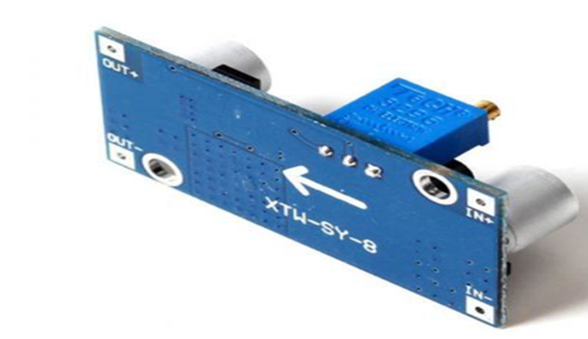 OUT+
OUT-
XTW-SY-8
IN+
IN-